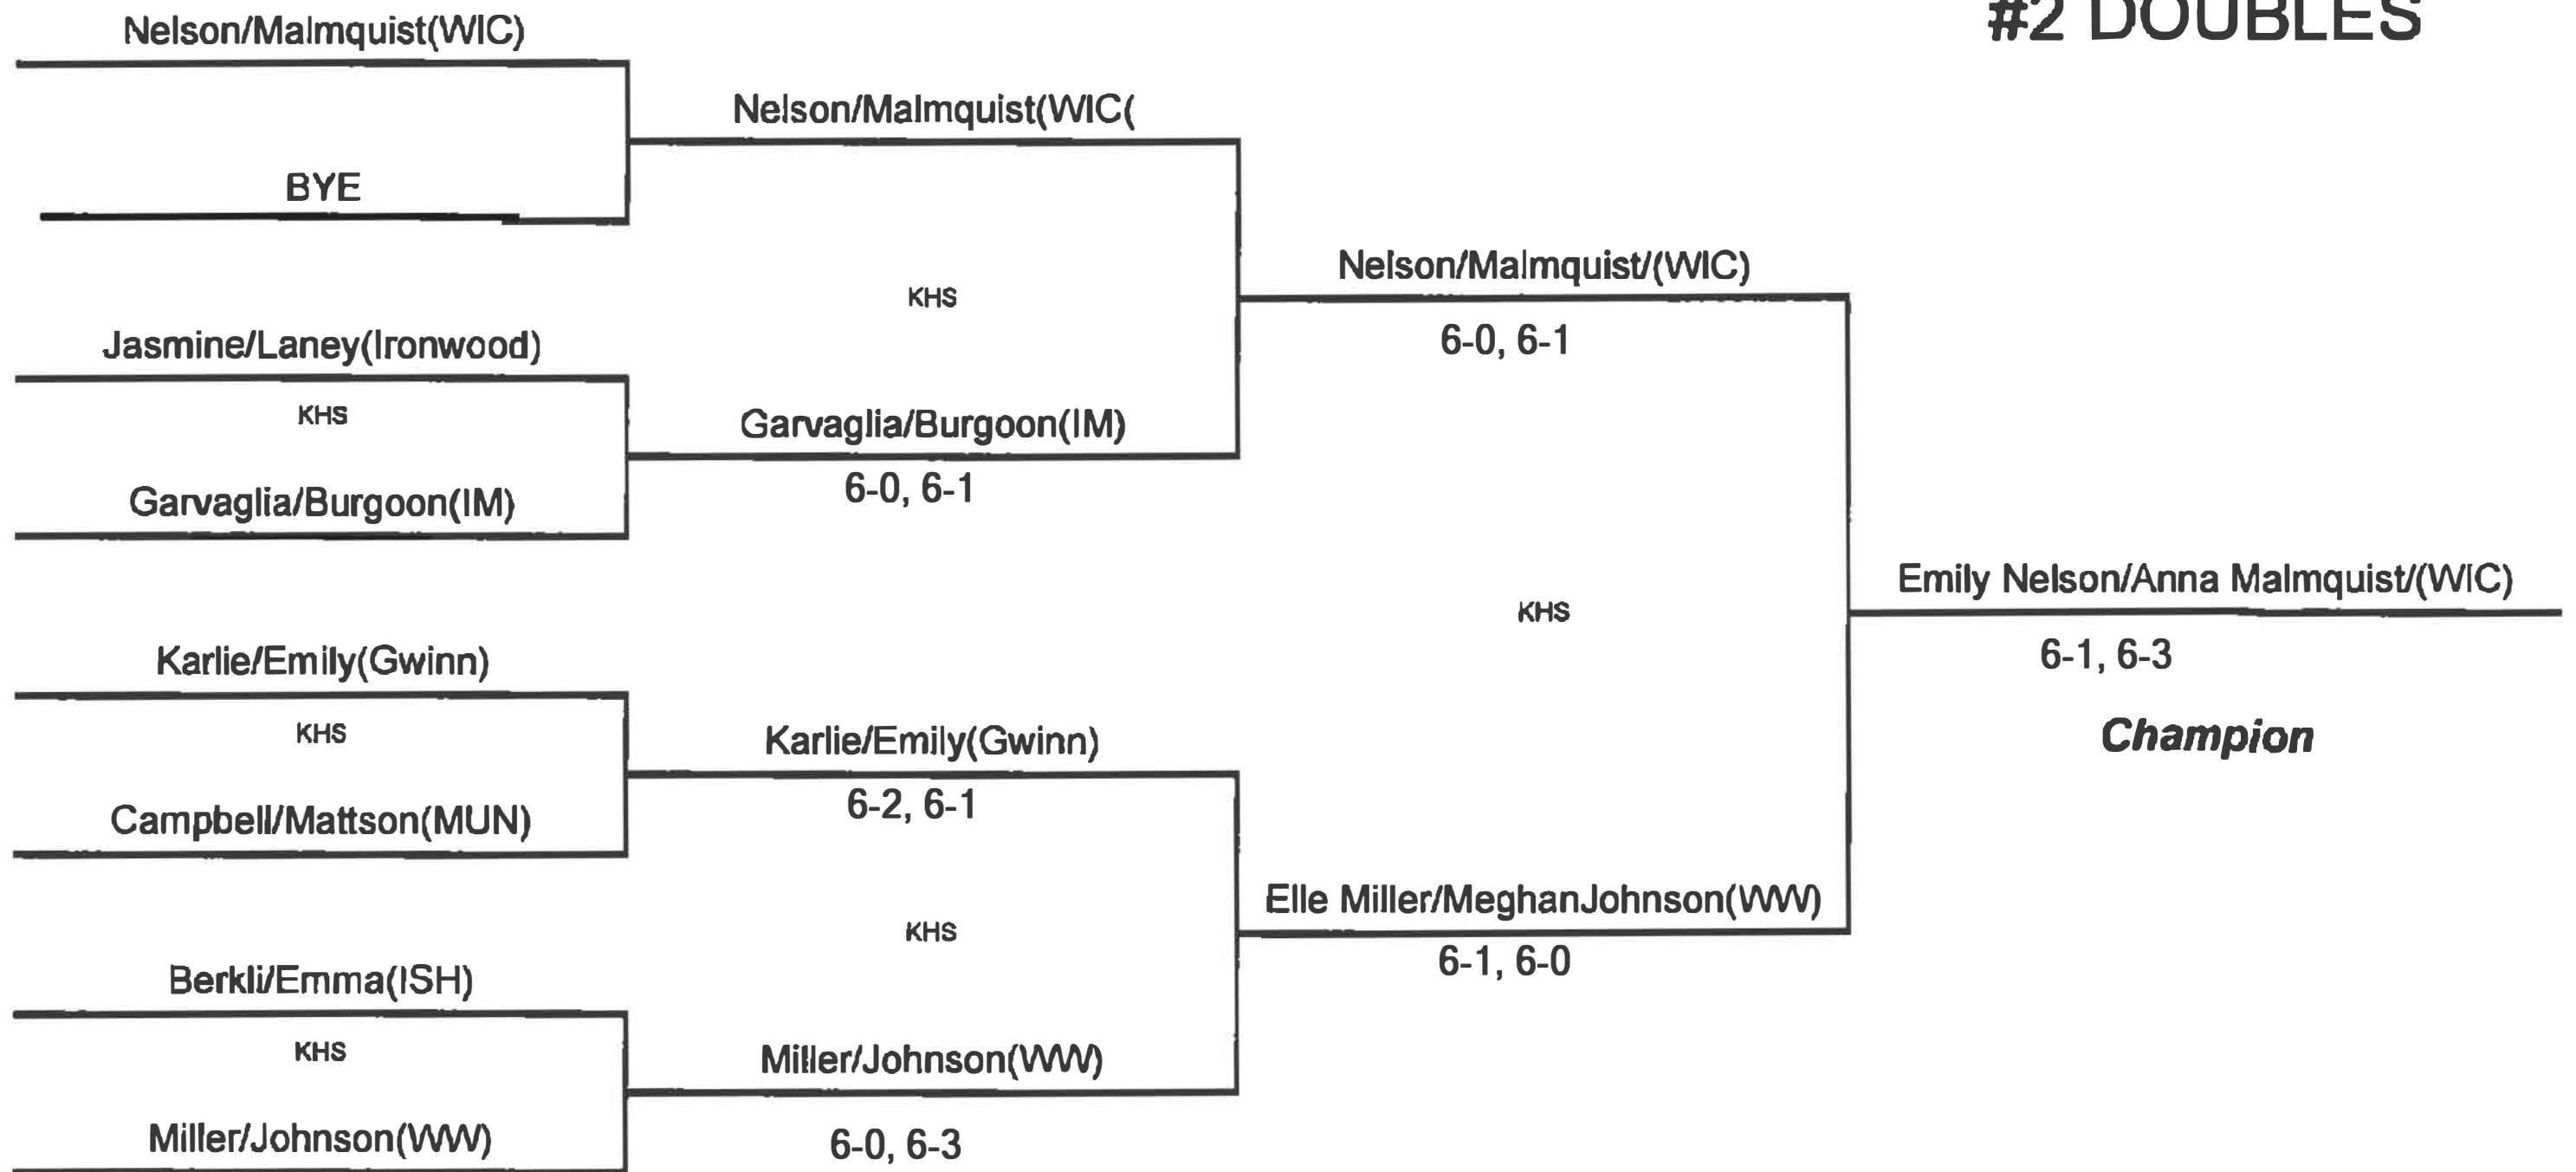 #2 DOUBLES
Nelson/Malmquist(WIC)
Nelson/Malmquist(WIC(
BYE
Nelson/Malmquist/(WIC)
KHS
6-0, 6-1
Jasmine/Laney(Ironwood)
KHS
Garvaglia/Burgoon(IM)
6-0, 6-1
Garvaglia/Burgoon(IM)
Emily Nelson/Anna Malmquist/(WIC)
KHS
6-1, 6-3
Champion
Karlie/Emily(Gwinn)
KHS
Karlie/Emily(Gwinn)
6-2, 6-1
Campbell/Mattson(MUN)
Elle Miller/MeghanJohnson(WW)
KHS
6-1, 6-0
Berkli/Emma(ISH)
KHS
Miller/Johnson(WW)
Miller/Johnson(WW)
6-0, 6-3